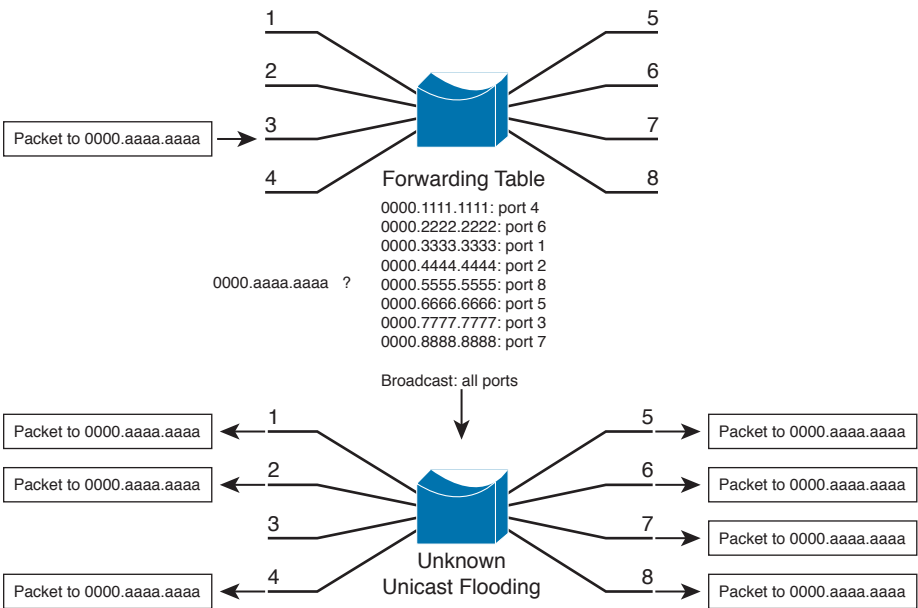 1
5
2
6
Packet to 0000.aaaa.aaaa
3
7
4
8
Forwarding Table
0000.1111.1111: port 4
0000.2222.2222: port 6
0000.3333.3333: port 1
0000.4444.4444: port 2
0000.aaaa.aaaa ?
0000.5555.5555: port 8
0000.6666.6666: port 5
0000.7777.7777: port 3
0000.8888.8888: port 7
Broadcast: all ports
Packet to 0000.aaaa.aaaa
1
5
Packet to 0000.aaaa.aaaa
Packet to 0000.aaaa.aaaa
2
6
Packet to 0000.aaaa.aaaa
3
7
Packet to 0000.aaaa.aaaa
Unknown
Unicast Flooding
Packet to 0000.aaaa.aaaa
4
8
Packet to 0000.aaaa.aaaa